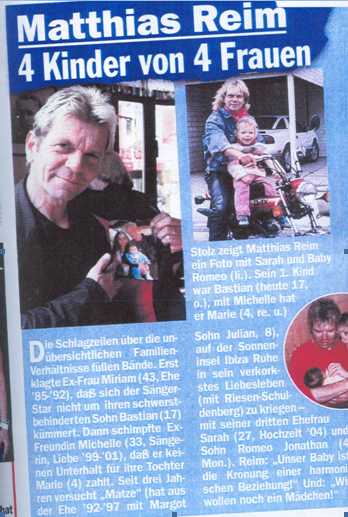 Matthias Reim
4 Kinder von 4 Frauen
Stolz zeigt Matthias Reim
ein Foto mit Sarah und Baby
Romeo (li.). Sein 1. Kind
war Bastian (heute 17,
o.), mit Michelle hat
er Marie (4, re. u.)
Die Schlagzeilen über die un-
übersichtlichen Familien-
Verhältnisse füllen Bände. Erst
klagte Ex-Frau Miriam (43, Ehe
'85-'92), daß sich der Sänger-
Star nicht um ihren schwerst-
behinderten Sohn Bastian (17)
kümmert. Dann schimpfte Ex-
Freundin Michelle (33, Sänge-
rin, Liebe '99-'01), daß er kei-
nen Unterhalt für ihre Tochter
Marie (4) zahlt. Seit drei Jah-
ren versucht „Matze“ (hat aus
der Ehe '92-'97 mit Margot
Sohn Julian, 8),
auf der Sonnen-
insel Ibiza Ruhe
in sein verkork-
stes Liebesleben
(mit Riesen-Schul-
denberg) zu kriegen –
mit seiner dritten Ehefrau
Sarah (27, Hochzeit '04) und
Sohn Romeo Jonathan (4
Mon.). Reim: „Unser Baby ist
die Krönung einer harmoni-
schen Beziehung!“ Und: „Wi
wollen noch ein Mädchen!“
hat